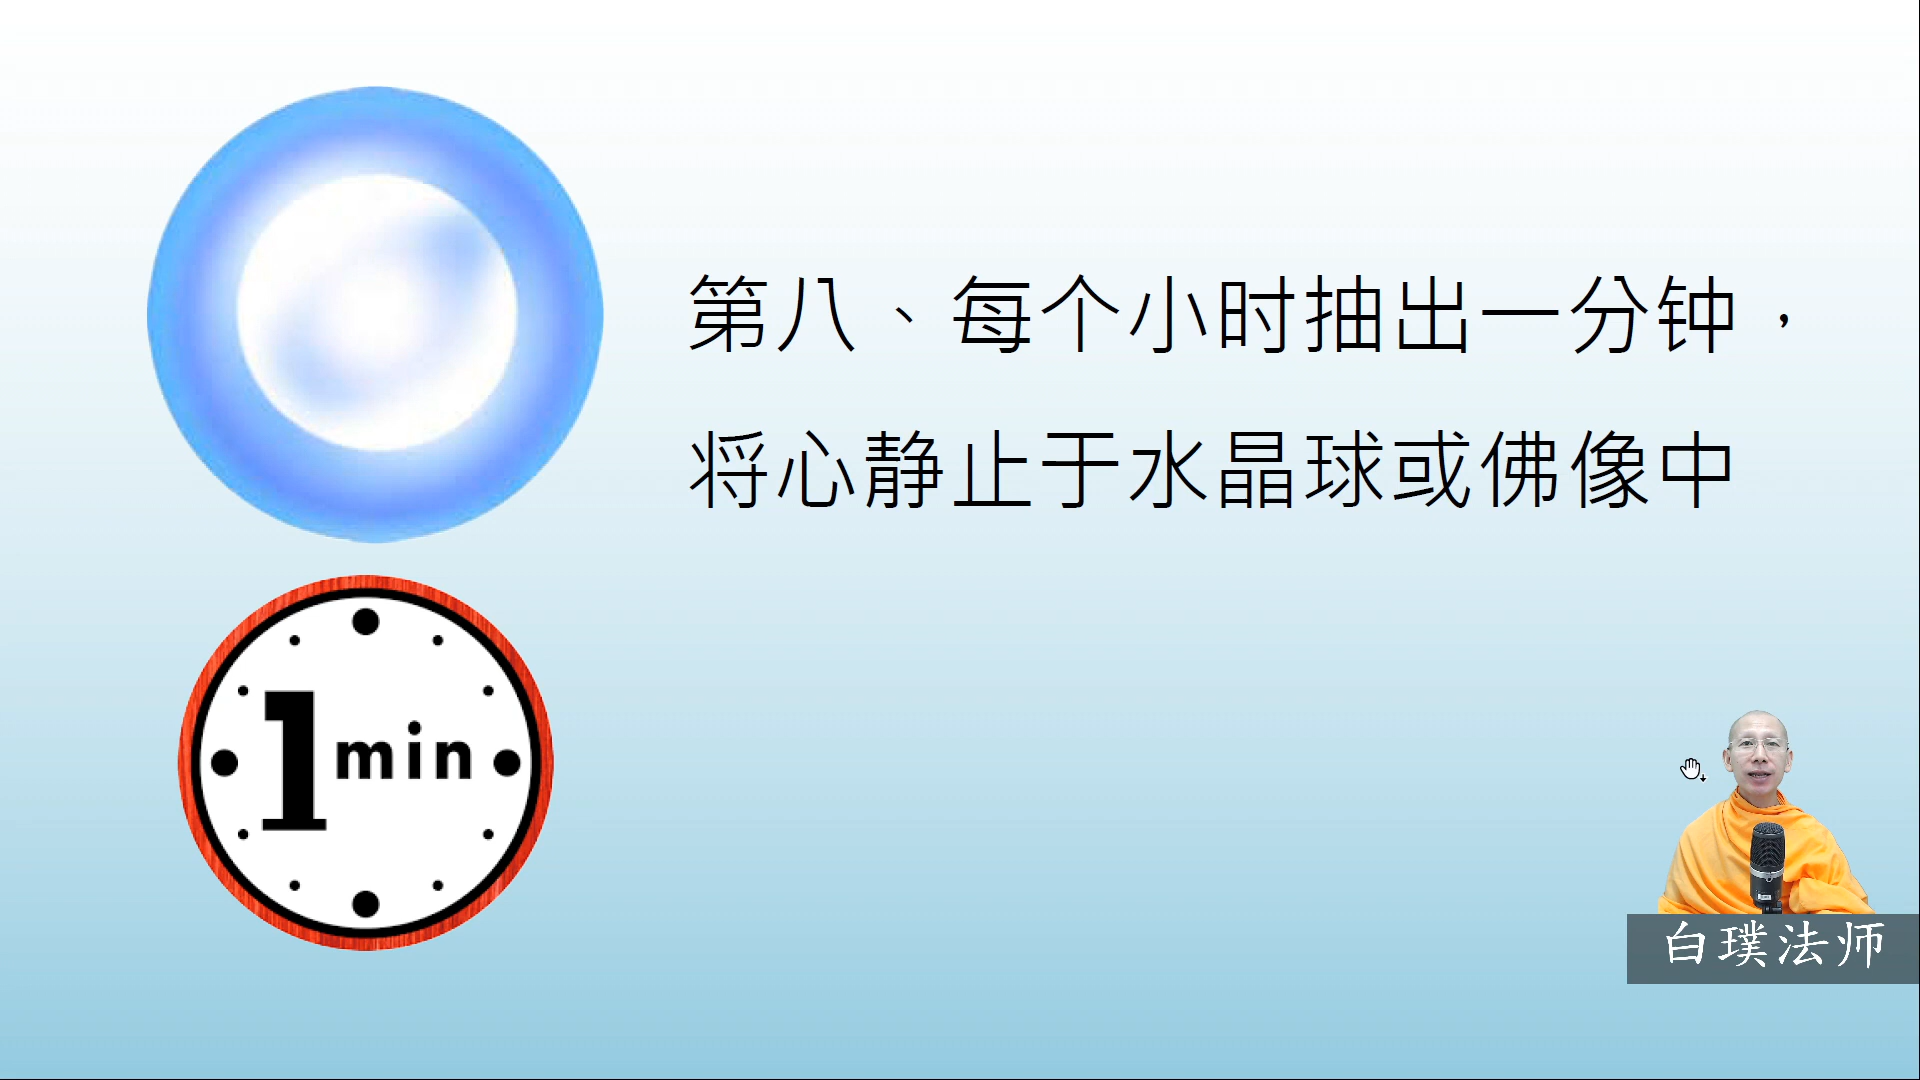 第八、每个小时抽出一分钟，
将心静止于水晶球或佛像中
1min
白璞法师